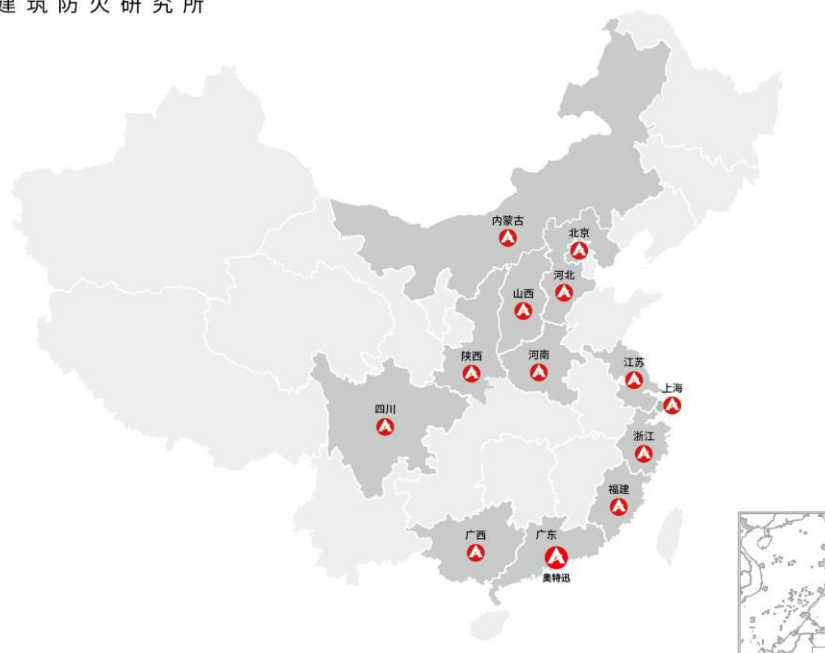 建筑防火研究所
内蒙古
北京
河北
山西
陕西
河南
江苏
上海
四川
浙江
福建
广西
广东
奥特迅